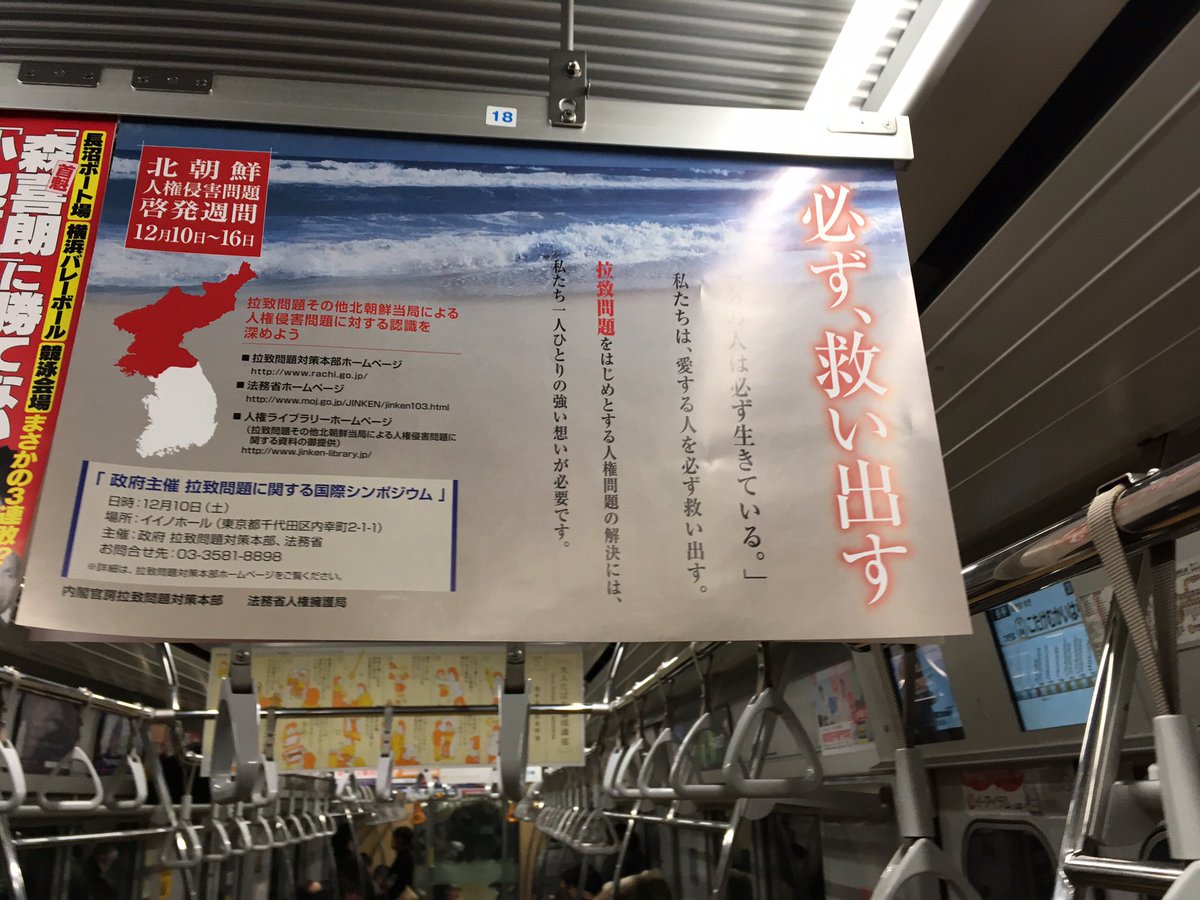 18
北朝鮮
人権侵害問題
啓発週間
12月10日〜16日
必ず、救い出す
人は必ず生きている。」
私たちは、愛する人を必ず救い出す。
拉致問題をはじめとする人権問題の解決には、
私たち一人ひとりの強い想いが必要です。
拉致問題その他北朝鮮当局による
人権侵害問題に対する認識を
深めよう
■拉致問題対策本部ホームページ
http://www.rachi.go.jp/
■法務省ホームページ
http://www.moj.go.jp/JINKEN/jinken103.html
■人権ライブラリーホームページ
（拉致問題その他北朝鮮当局による人権侵害問題に
関する資料の御提供）
http://www.jinken-library.jp/
「政府主催 拉致問題に関する国際シンポジウム」
日時：12月10日（土）
場所：イイノホール（東京都千代田区内幸町2-1-1）
主催：政府 拉致問題対策本部、法務省
お問合せ先：03-3581-8898
※詳細は、拉致問題対策本部ホームページをご覧ください。
内閣官房拉致問題対策本部　法務省人権擁護局
長沼ボート場 横浜バレーボール 競泳会場 まさかの3連敗？
「森喜朗」に勝てない
首魁
こたけむかいは